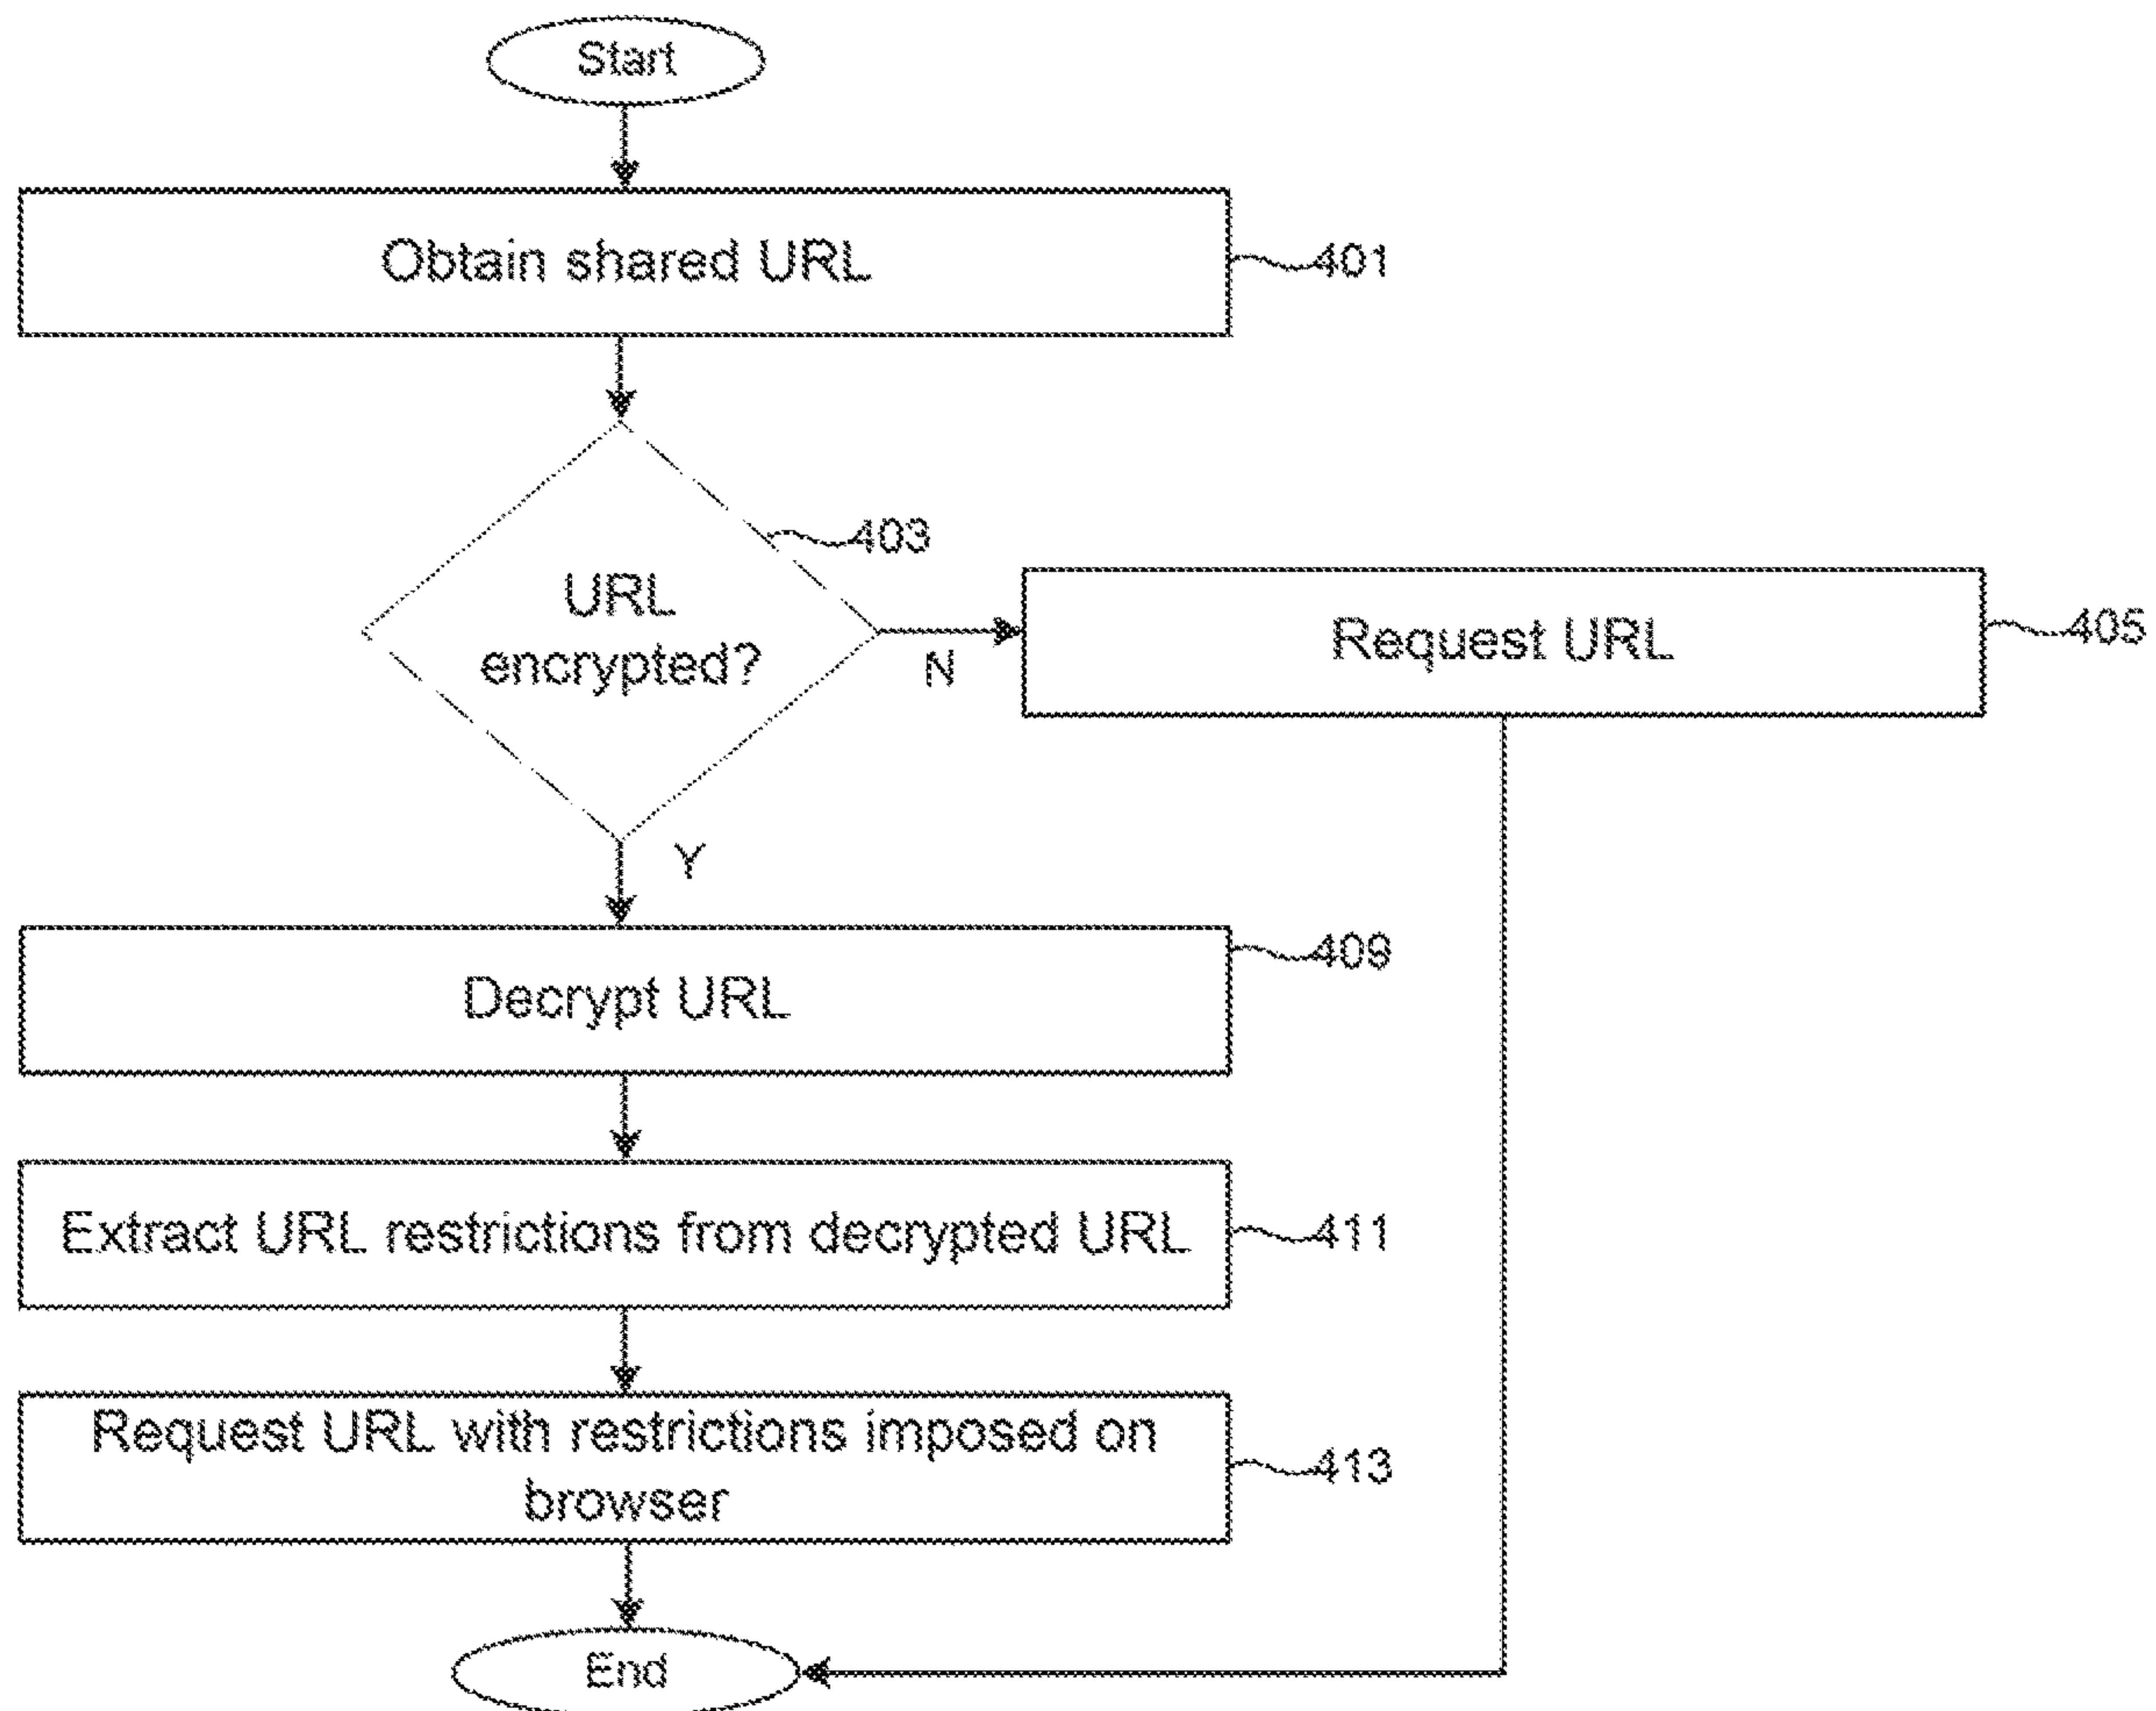 Start
Obtain shared URL
401
403
URL
encrypted?
N
Request URL
405
Y
409
Decrypt URL
Extract URL restrictions from decrypted URL
411
Request URL with restrictions imposed on
browser
413
End